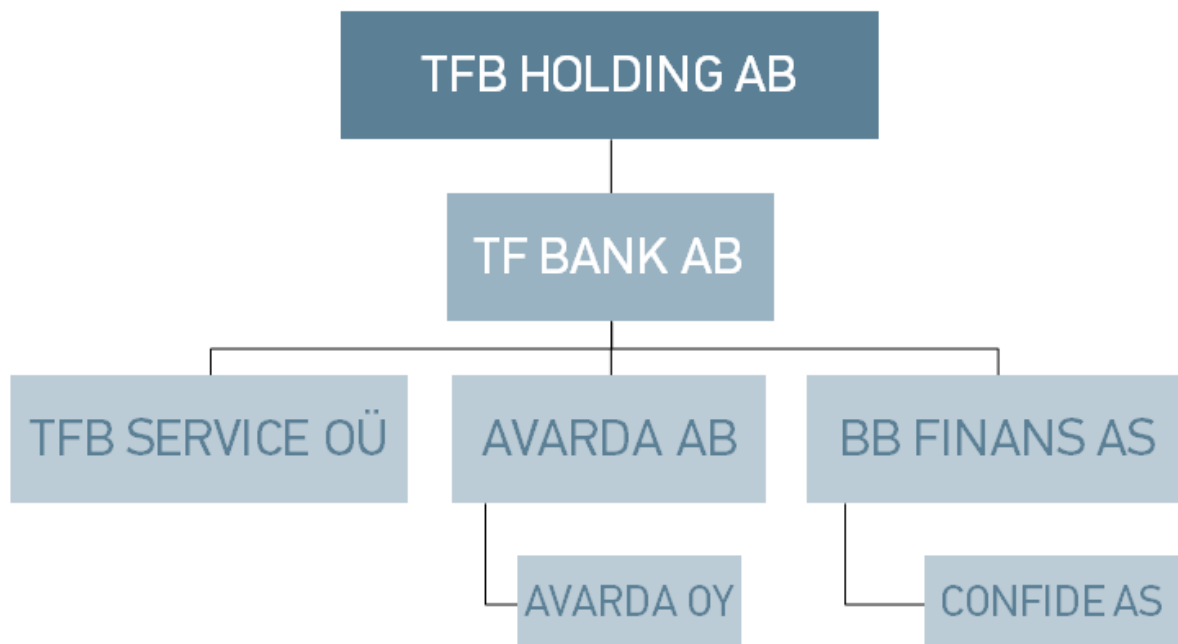 TFB HOLDING AB
TF BANK AB
TFB SERVICE OÜ
AVARDA AB
BB FINANS AS
AVARDA OY
CONFIDE AS